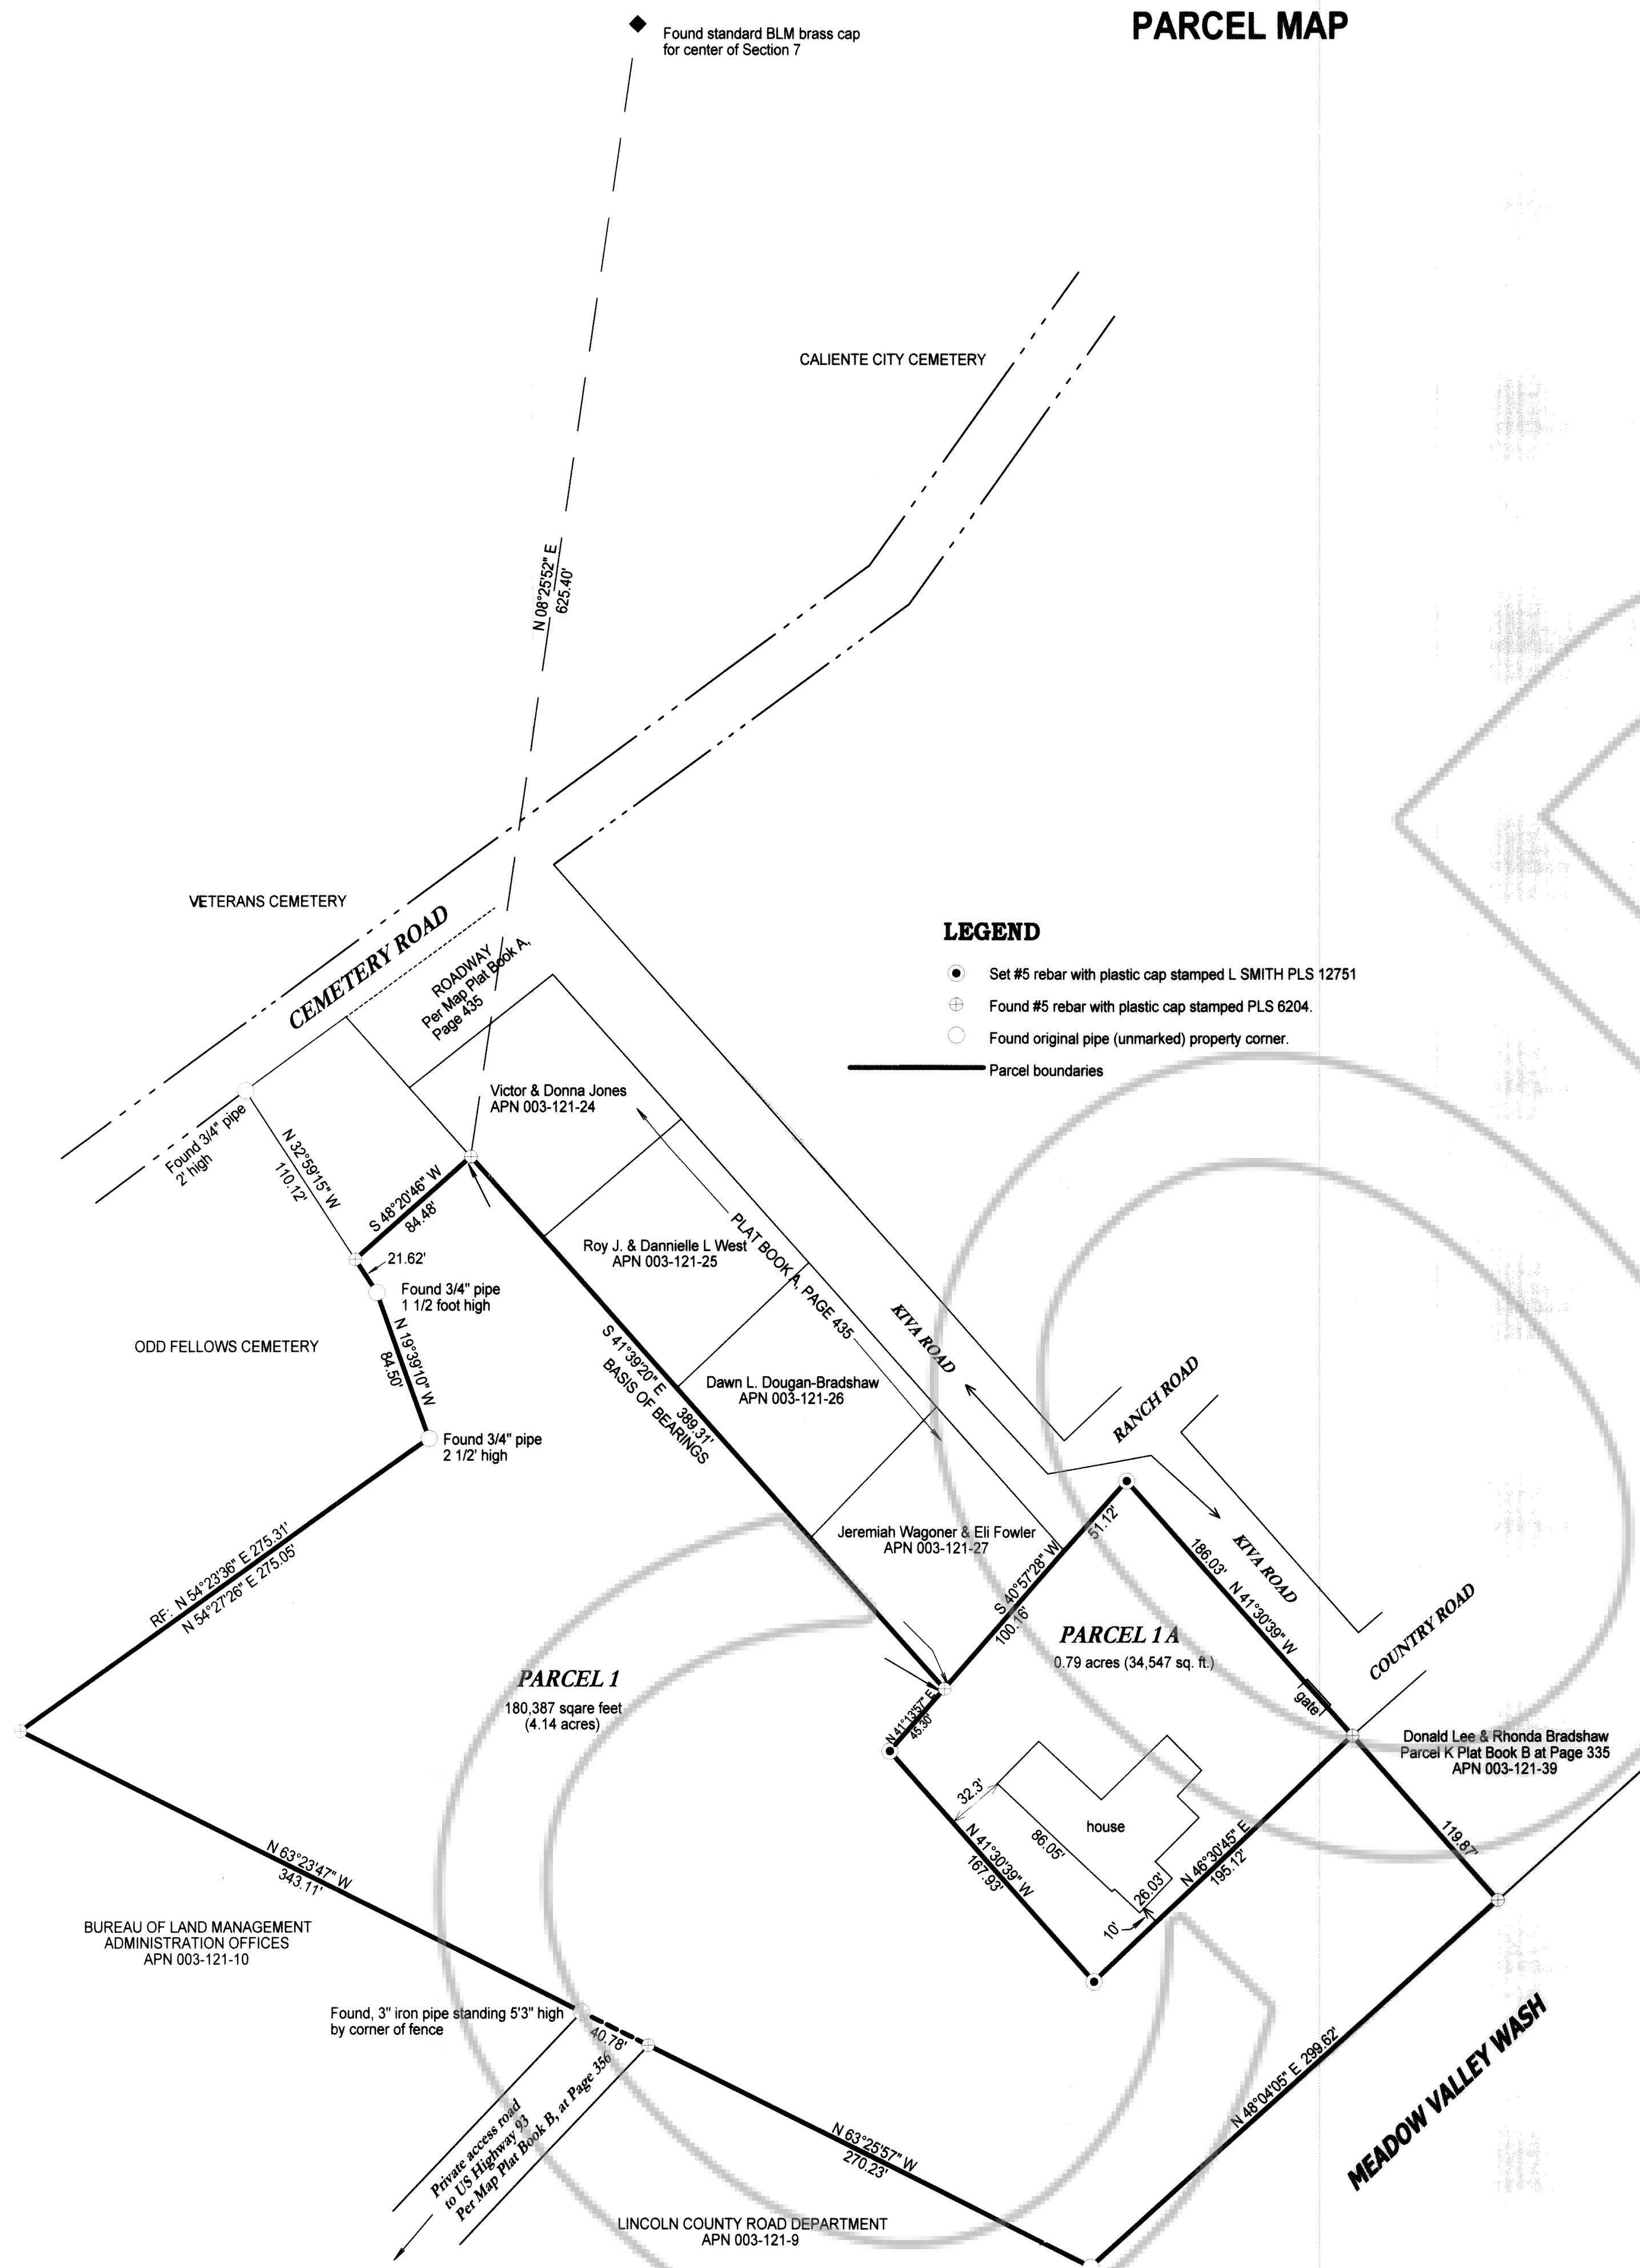 PARCEL MAP
Found standard BLM brass cap
for center of Section 7
CALIENTE CITY CEMETERY
N 08°25'52" E
625.40'
VETERANS CEMETERY
CEMETERY ROAD
ROADWAY
Per Map Plat Book A,
Page 435
LEGEND
Set #5 rebar with plastic cap stamped L SMITH PLS 12751
Found #5 rebar with plastic cap stamped PLS 6204.
Found original pipe (unmarked) property corner.
Parcel boundaries
Victor & Donna Jones
APN 003-121-24
Found 3/4" pipe
2' high
N 32°59'15" W
110.12'
S 48°20'46" W
84.48'
21.62'
Found 3/4" pipe
1 1/2 foot high
Roy J. & Dannielle L West
APN 003-121-25
PLAT BOOK A, PAGE 435
KIVA ROAD
ODD FELLOWS CEMETERY
N 19°39'10" W
84.50'
S 41°39'20" E
389.31'
BASIS OF BEARINGS
Dawn L. Dougan-Bradshaw
APN 003-121-26
RANCH ROAD
Found 3/4" pipe
2 1/2' high
Jeremiah Wagoner & Eli Fowler
APN 003-121-27
51.12'
S 40°57'28" W
100.16'
186.03'
N 41°30'39" W
KIVA ROAD
RF: N 54°23'36" E 275.31'
N 54°27'26" E 275.05'
PARCEL 1 A
0.79 acres (34,547 sq. ft.)
COUNTRY ROAD
PARCEL 1
180,387 sqare feet
(4.14 acres)
N 41°13'57" E
45.30'
gate
Donald Lee & Rhonda Bradshaw
Parcel K Plat Book B at Page 335
APN 003-121-39
32.3'
86.05'
house
119.87'
N 41°30'39" W
167.93'
26.03'
10'
N 46°30'45" E
195.12'
N 63°23'47" W
343.11'
BUREAU OF LAND MANAGEMENT
ADMINISTRATION OFFICES
APN 003-121-10
Found, 3" iron pipe standing 5'3" high
by corner of fence
40.78'
Private access road
to US Highway 93
Per Map Plat Book B, at Page 356
N 48°04'05" E 299.62'
MEADOW VALLEY WASH
N 63°25'57" W
270.23'
LINCOLN COUNTY ROAD DEPARTMENT
APN 003-121-9